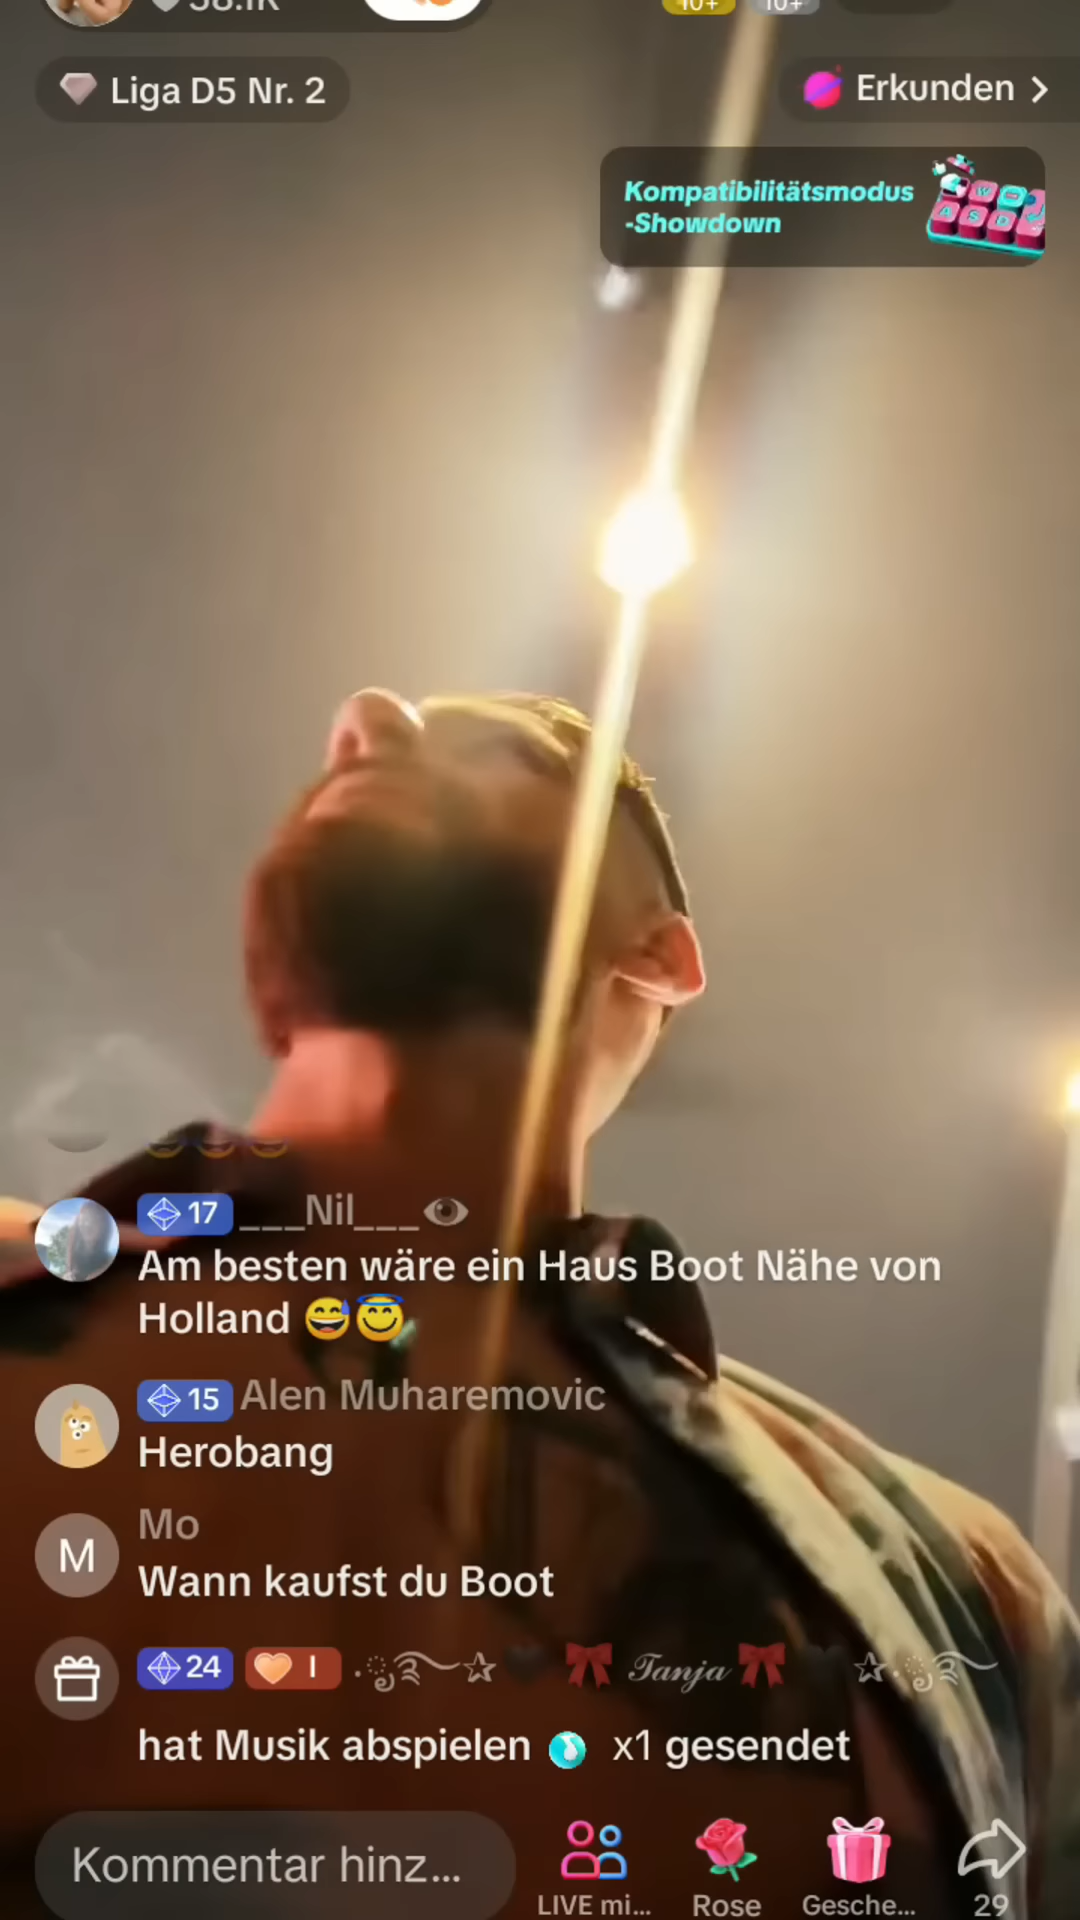 Liga D5 Nr. 2
Erkunden
Kompatibilitätsmodus
-Showdown
17 ___Nil___👁
Am besten wäre ein Haus Boot Nähe von
Holland 😅😇
15 Alen Muharemovic
Herobang
M
Mo
Wann kaufst du Boot
24 I Tanja
hat Musik abspielen x1 gesendet
Kommentar hinz...
LIVE mi...
Rose
Gesche...
29